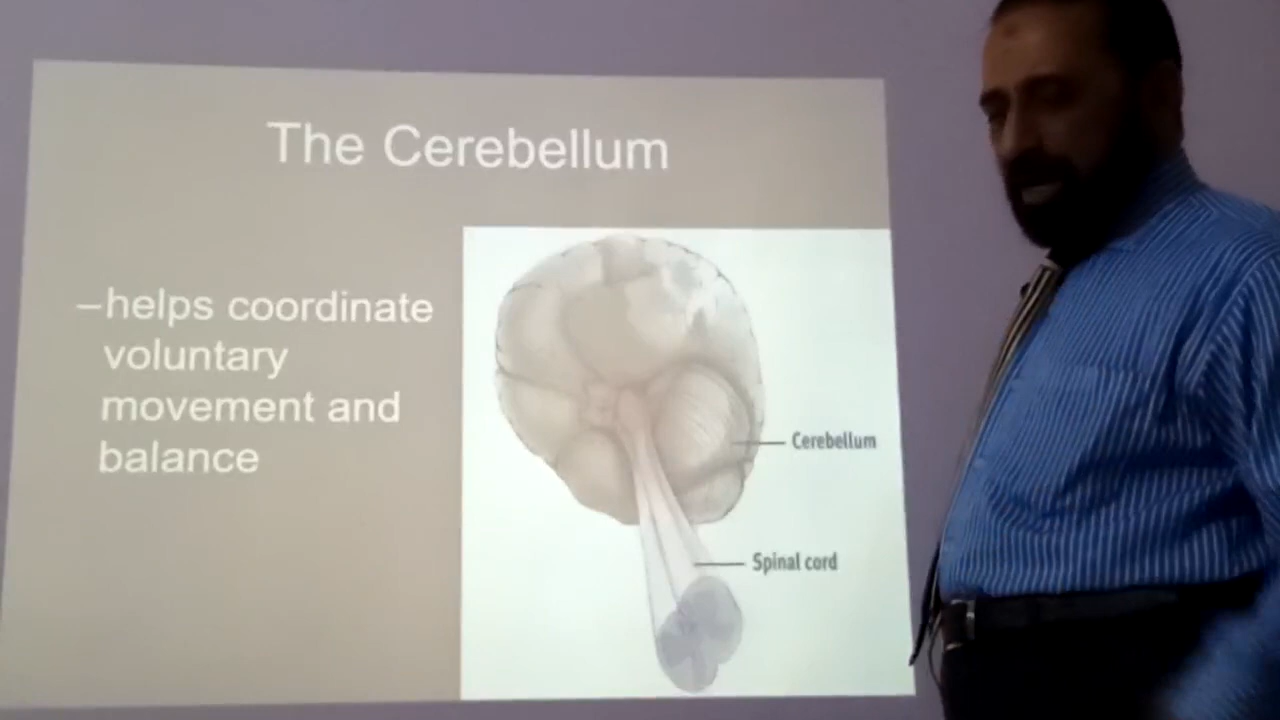 The Cerebellum
–helps coordinate
voluntary
movement and
balance
Cerebellum
Spinal cord